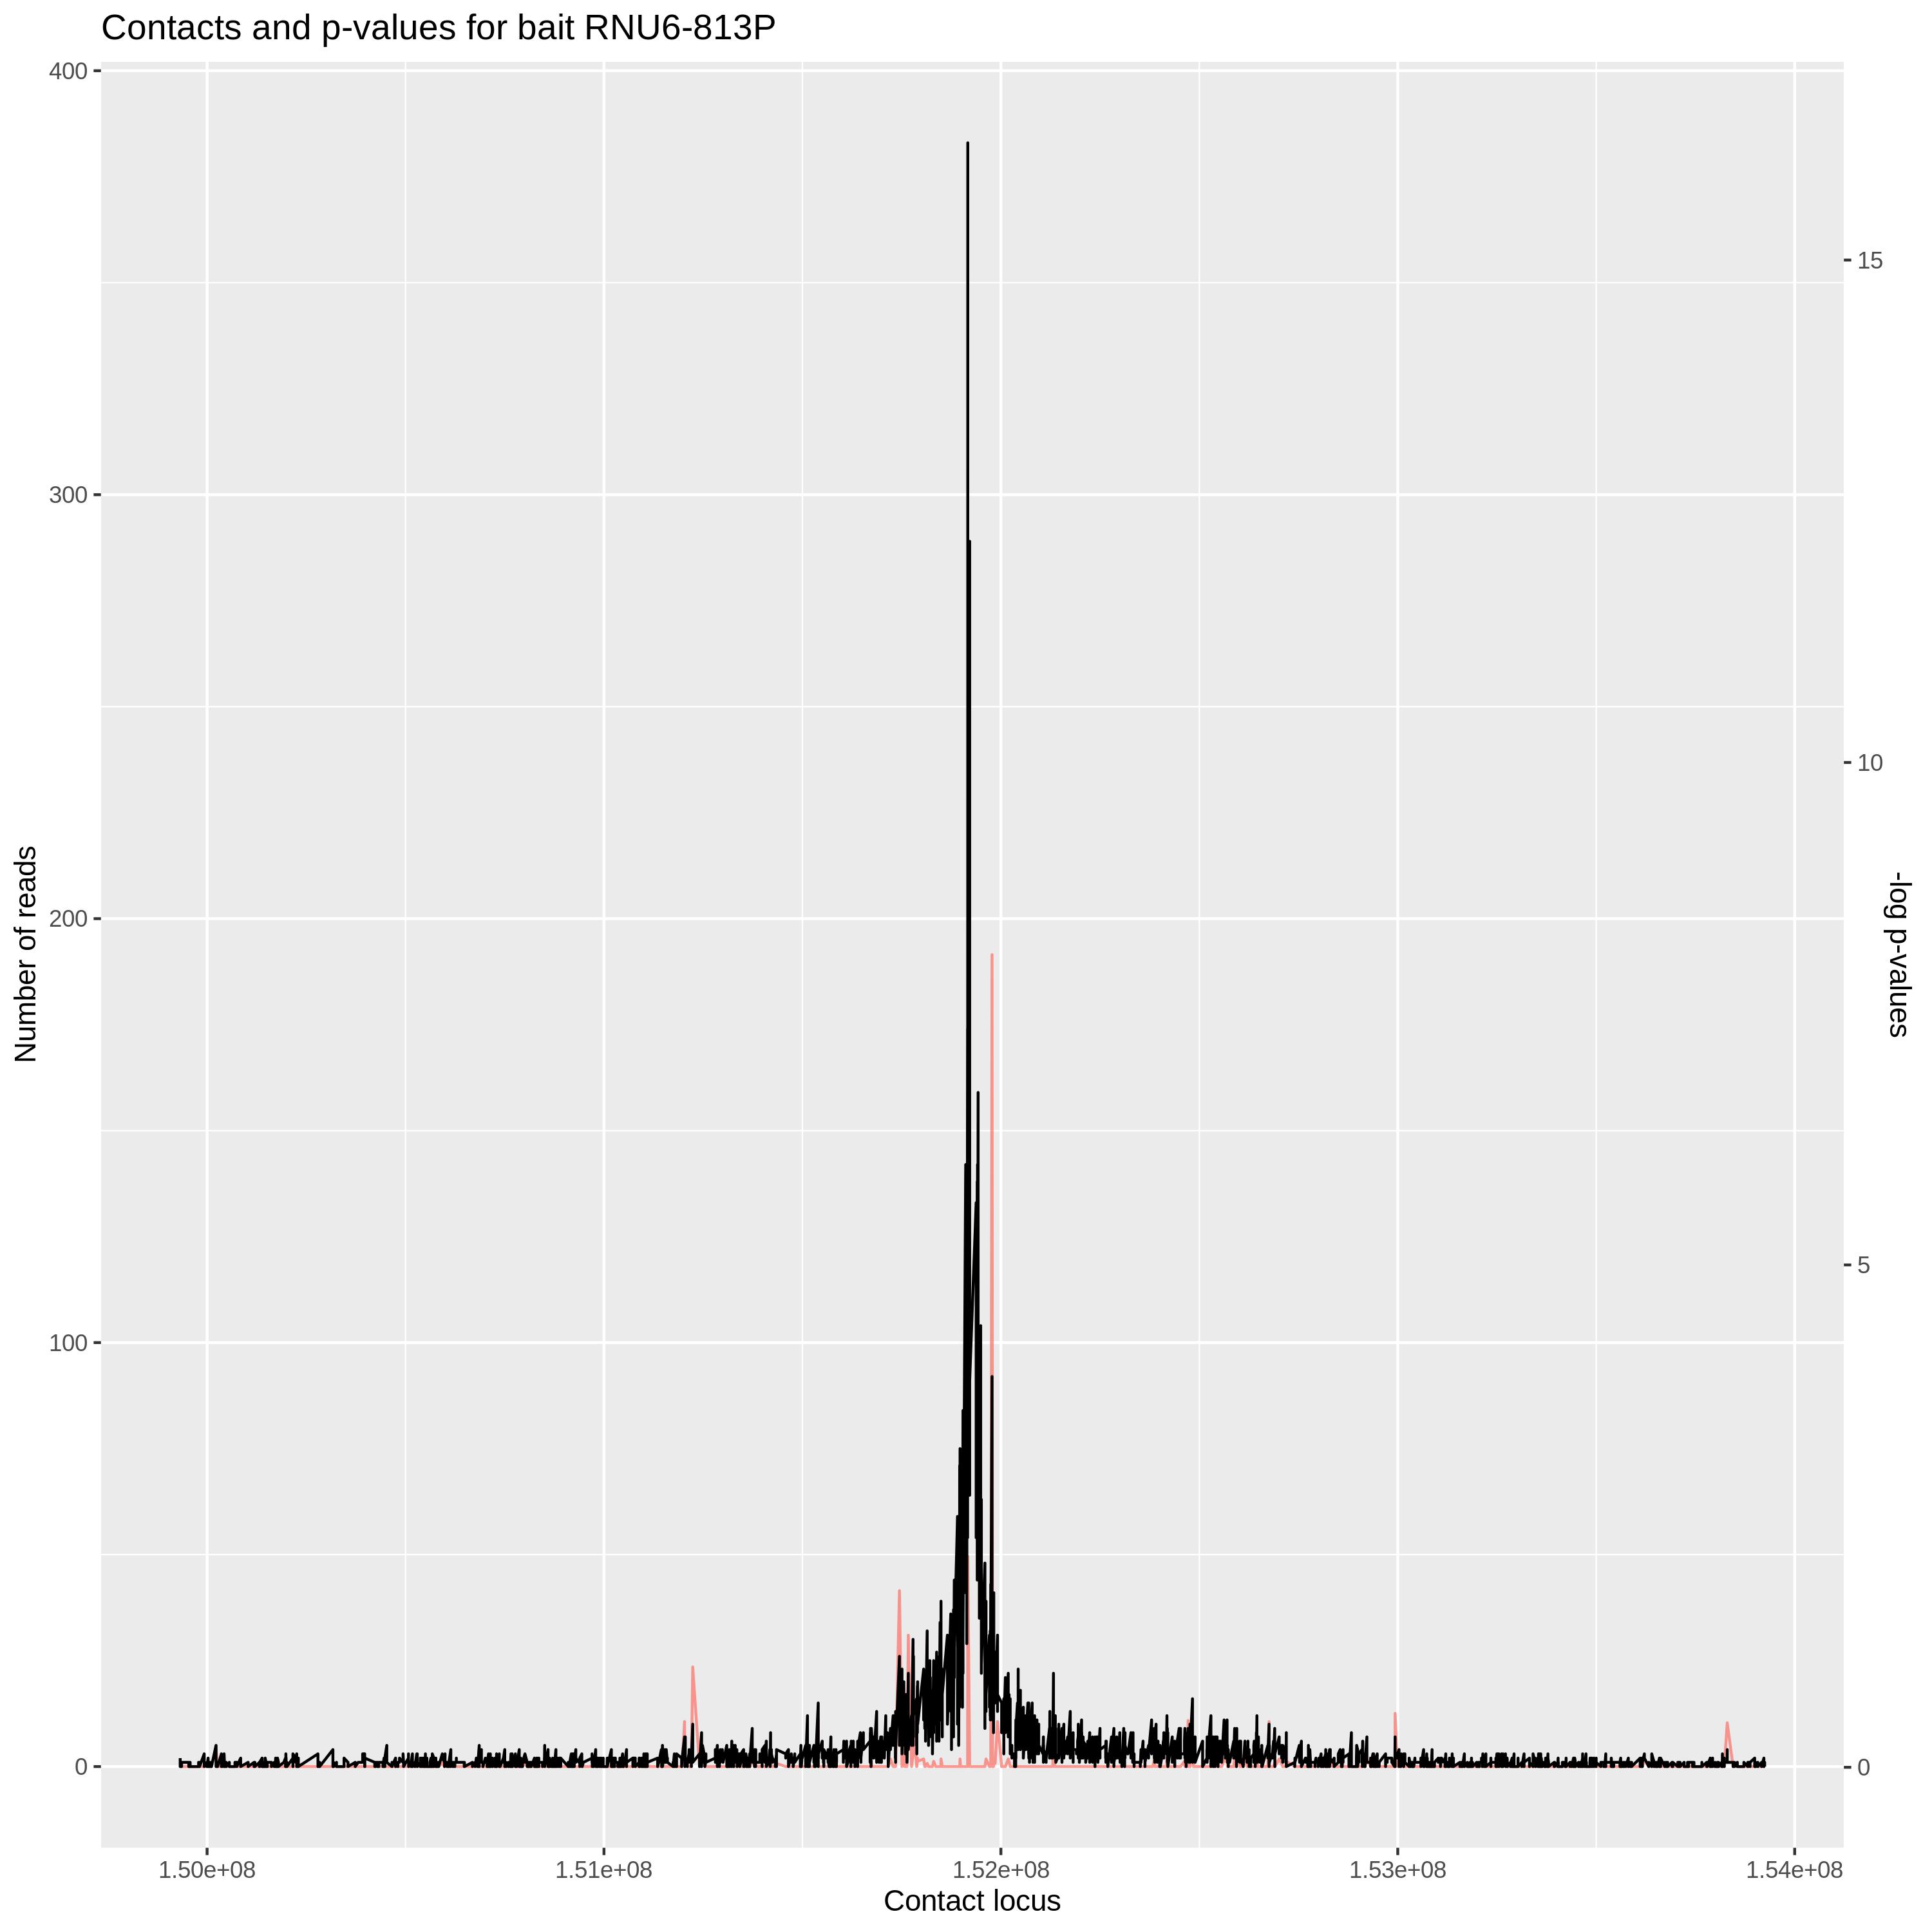 Contacts and p-values for bait RNU6-813P
400
300
200
100
0
Number of reads
15
10
5
0
-log p-values
1.50e+08 1.51e+08 1.52e+08 1.53e+08 1.54e+08
Contact locus